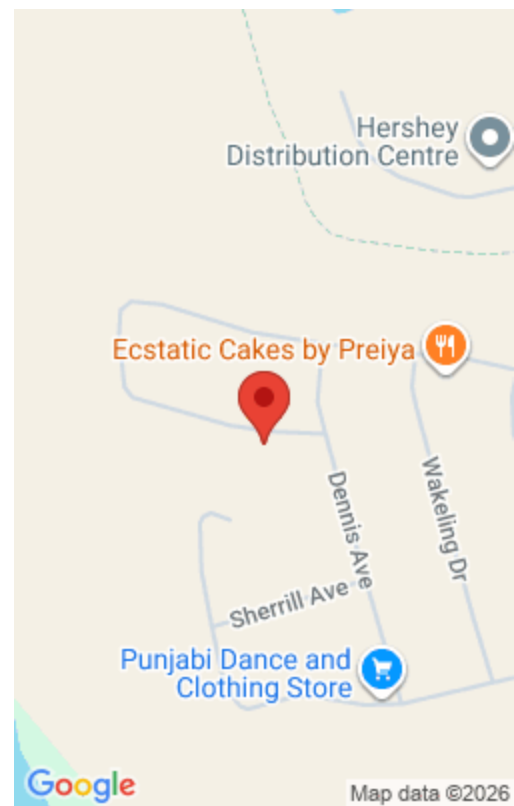 Hershey
Distribution Centre
Ecstatic Cakes by Preiya
Dennis Ave
Wakeling Dr
Sherrill Ave
Punjabi Dance and
Clothing Store
Google
Map data ©2026